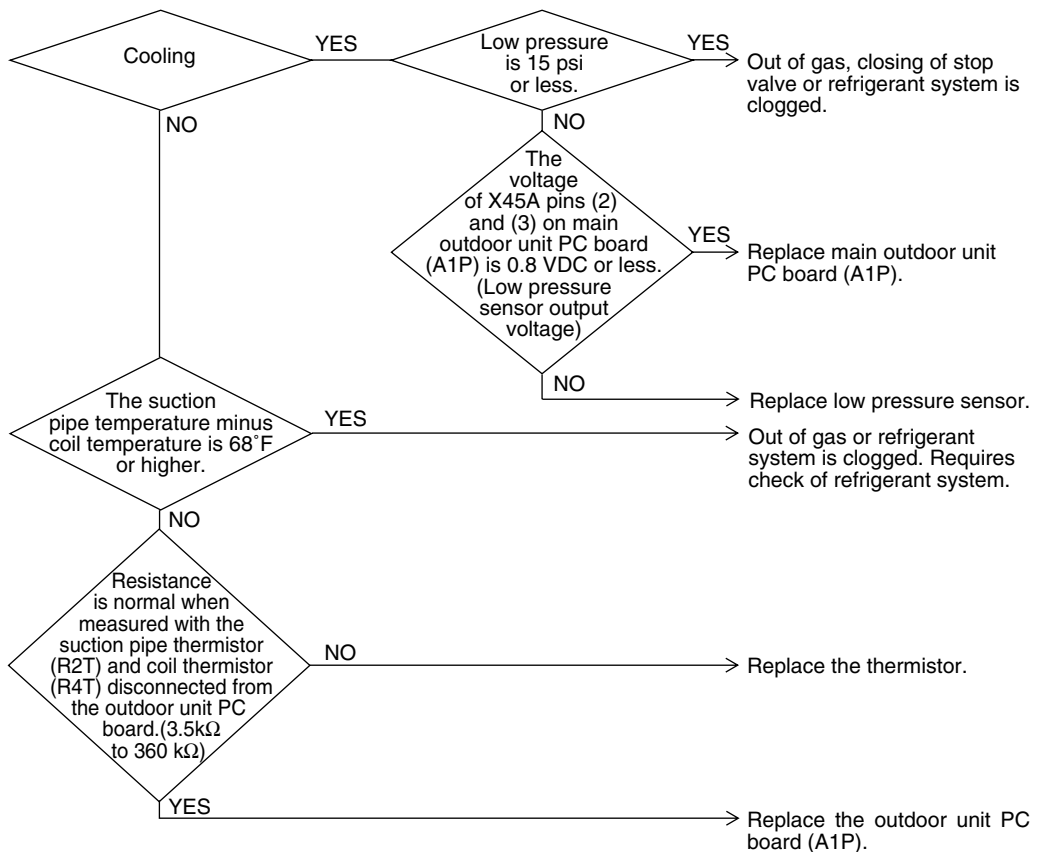 Cooling
YES
Low pressure
is 15 psi
or less.
YES
Out of gas, closing of stop
valve or refrigerant system is
clogged.
NO
NO
The
voltage
of X45A pins (2)
and (3) on main
outdoor unit PC board
(A1P) is 0.8 VDC or less.
(Low pressure
sensor output
voltage)
YES
Replace main outdoor unit
PC board (A1P).
NO
Replace low pressure sensor.
The suction
pipe temperature minus
coil temperature is 68˚F
or higher.
YES
Out of gas or refrigerant
system is clogged. Requires
check of refrigerant system.
NO
Resistance
is normal when
measured with the
suction pipe thermistor
(R2T) and coil thermistor
(R4T) disconnected from
the outdoor unit PC
board.(3.5kΩ
to 360 kΩ)
NO
Replace the thermistor.
YES
Replace the outdoor unit PC
board (A1P).